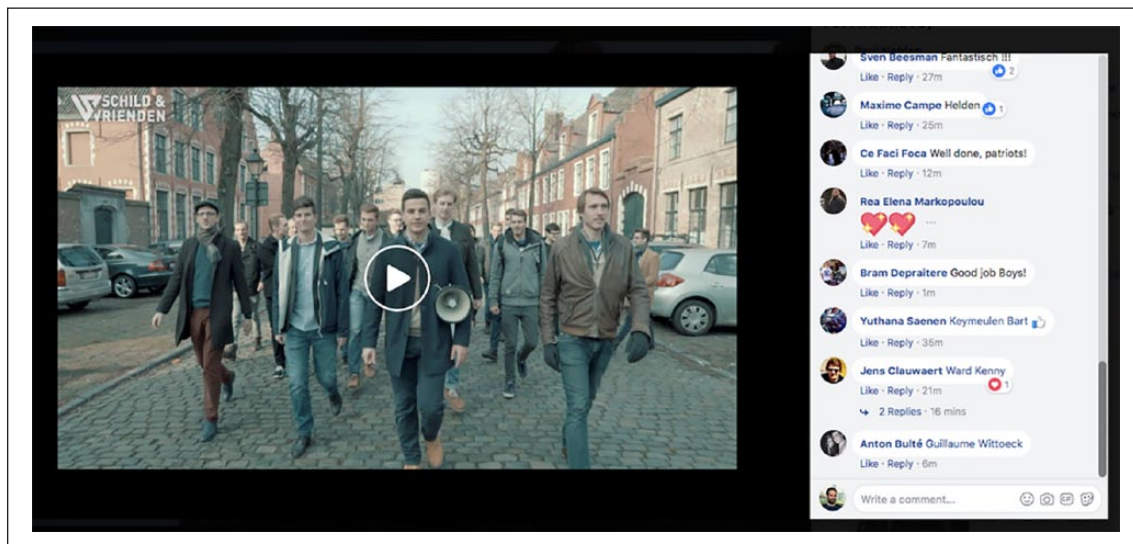 SCHILD &
VRIENDEN
Sven Beesman Fantastisch !!!
2
Like · Reply · 27m
Maxime Campe Helden
1
Like · Reply · 25m
Ce Faci Foca Well done, patriots!
Like · Reply · 12m
Rea Elena Markopoulou
Like · Reply · 7m
Bram Depraitere Good job Boys!
Like · Reply · 1m
Yuthana Saenen Keymeulen Bart
Like · Reply · 35m
Jens Clauwaert Ward Kenny
1
Like · Reply · 21m
2 Replies · 16 mins
Anton Bulté Guillaume Wittoeck
Like · Reply · 6m
Write a comment...
GIF